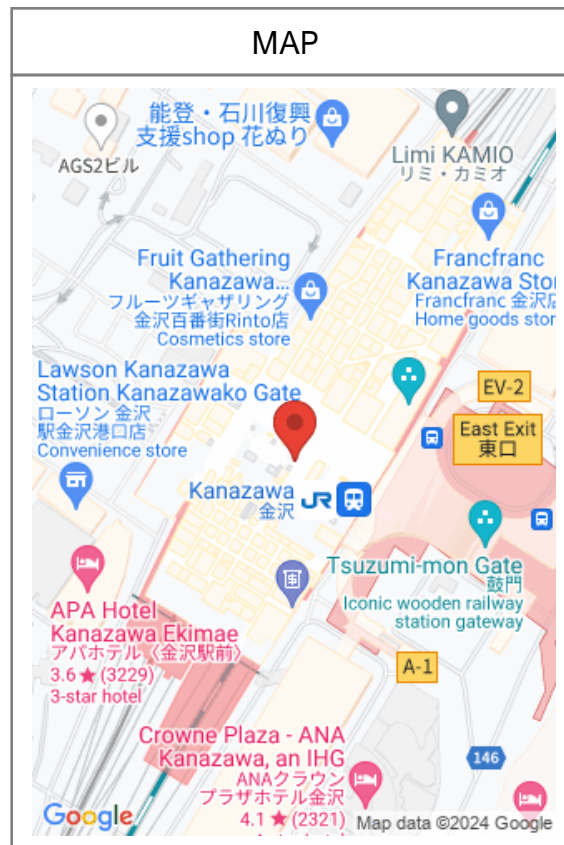 MAP
能登・石川復興
支援shop 花ぬり
AGS2ビル
Limi KAMIO
リミ・カミオ
Fruit Gathering
Kanazawa...
フルーツギャザリング
金沢百番街Rinto店
Cosmetics store
Francfranc
Kanazawa Stor
Francfranc 金沢店
Home goods stor
Lawson Kanazawa
Station Kanazawako Gate
ローソン 金沢
駅金沢港口店
Convenience store
EV-2
East Exit
東口
Kanazawa
金沢
JR
Tsuzumi-mon Gate
鼓門
Iconic wooden railway
station gateway
APA Hotel
Kanazawa Ekimae
アパホテル〈金沢駅前〉
3.6★(3229)
3-star hotel
A-1
Crowne Plaza - ANA
Kanazawa, an IHG
ANAクラウン
プラザホテル金沢
4.1★(2321)
146
Google
Map data ©2024 Google